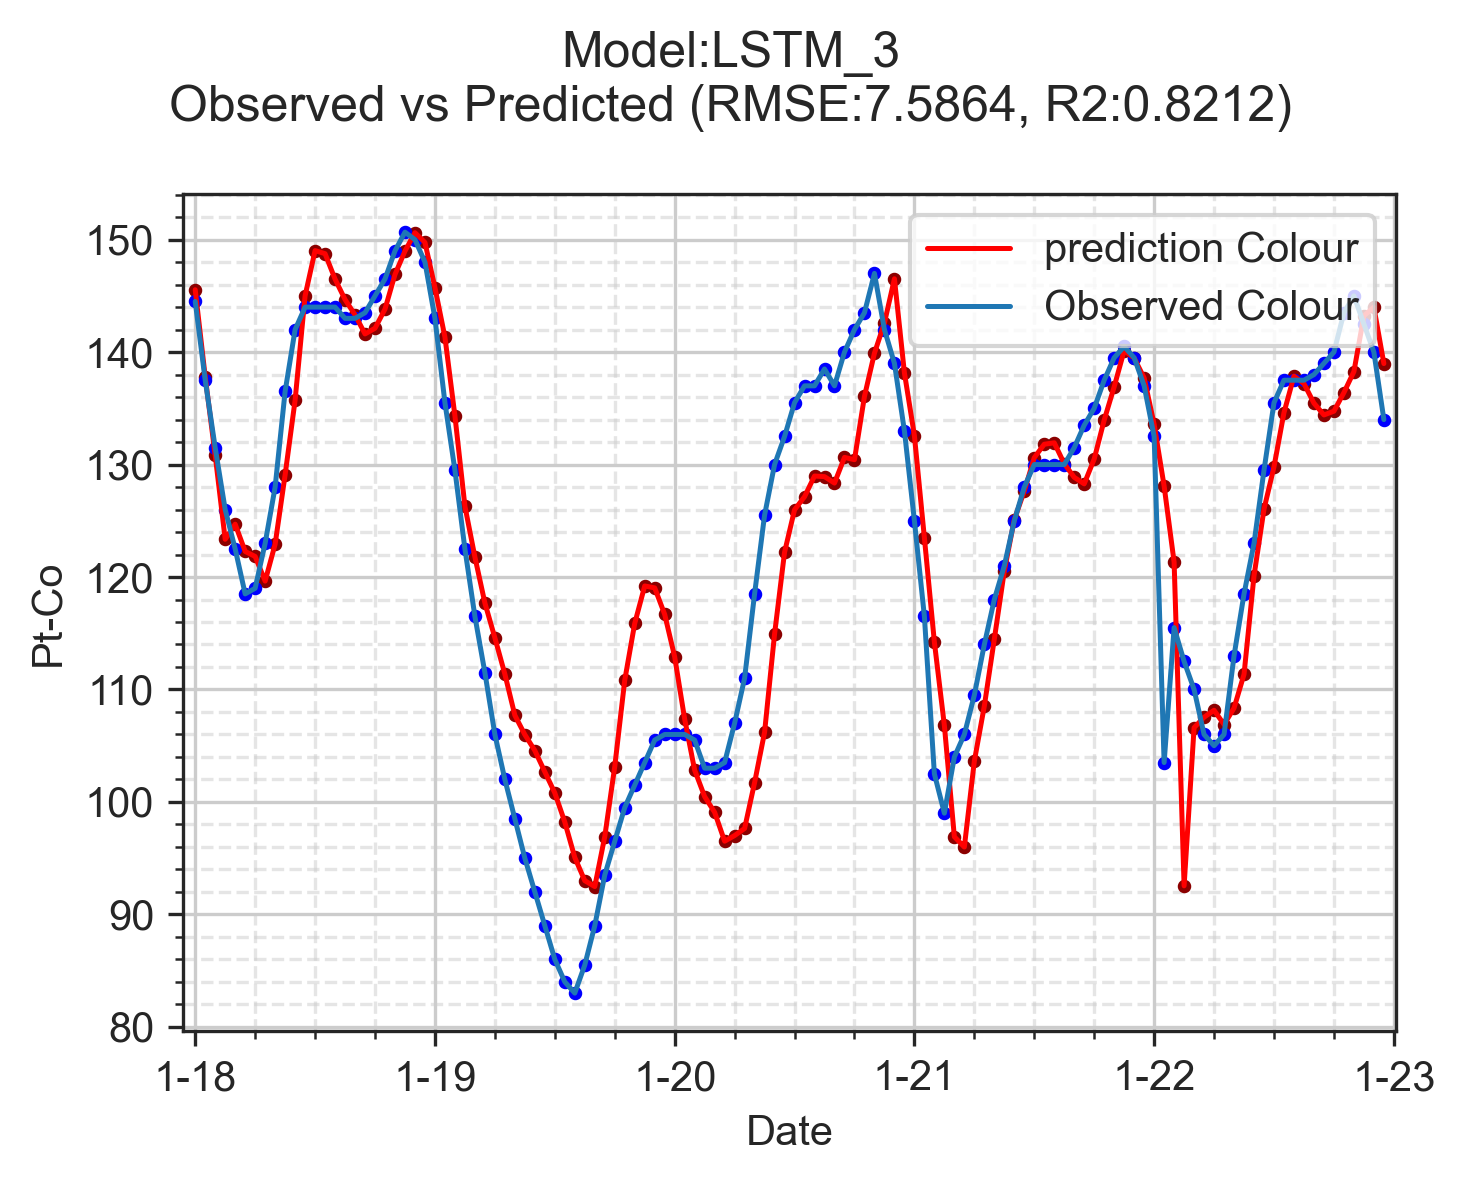 Model:LSTM_3
Observed vs Predicted (RMSE:7.5864, R2:0.8212)
prediction Colour
Observed Colour
150
140
130
120
110
100
90
80
Pt-Co
1-18
1-19
1-20
1-21
1-22
1-23
Date